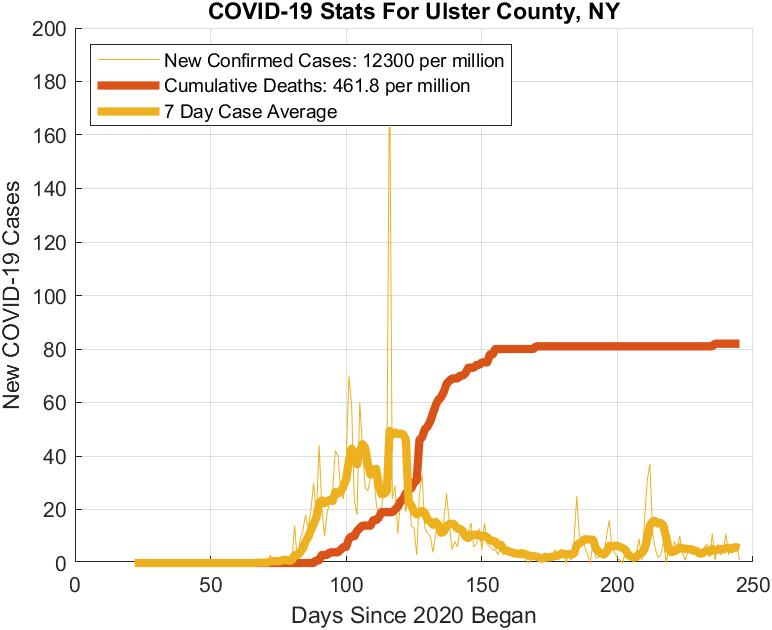 COVID-19 Stats For Ulster County, NY
200
180
160
140
120
100
80
60
40
20
0
New Confirmed Cases: 12300 per million
Cumulative Deaths: 461.8 per million
7 Day Case Average
New COVID-19 Cases
0 50 100 150 200 250
Days Since 2020 Began